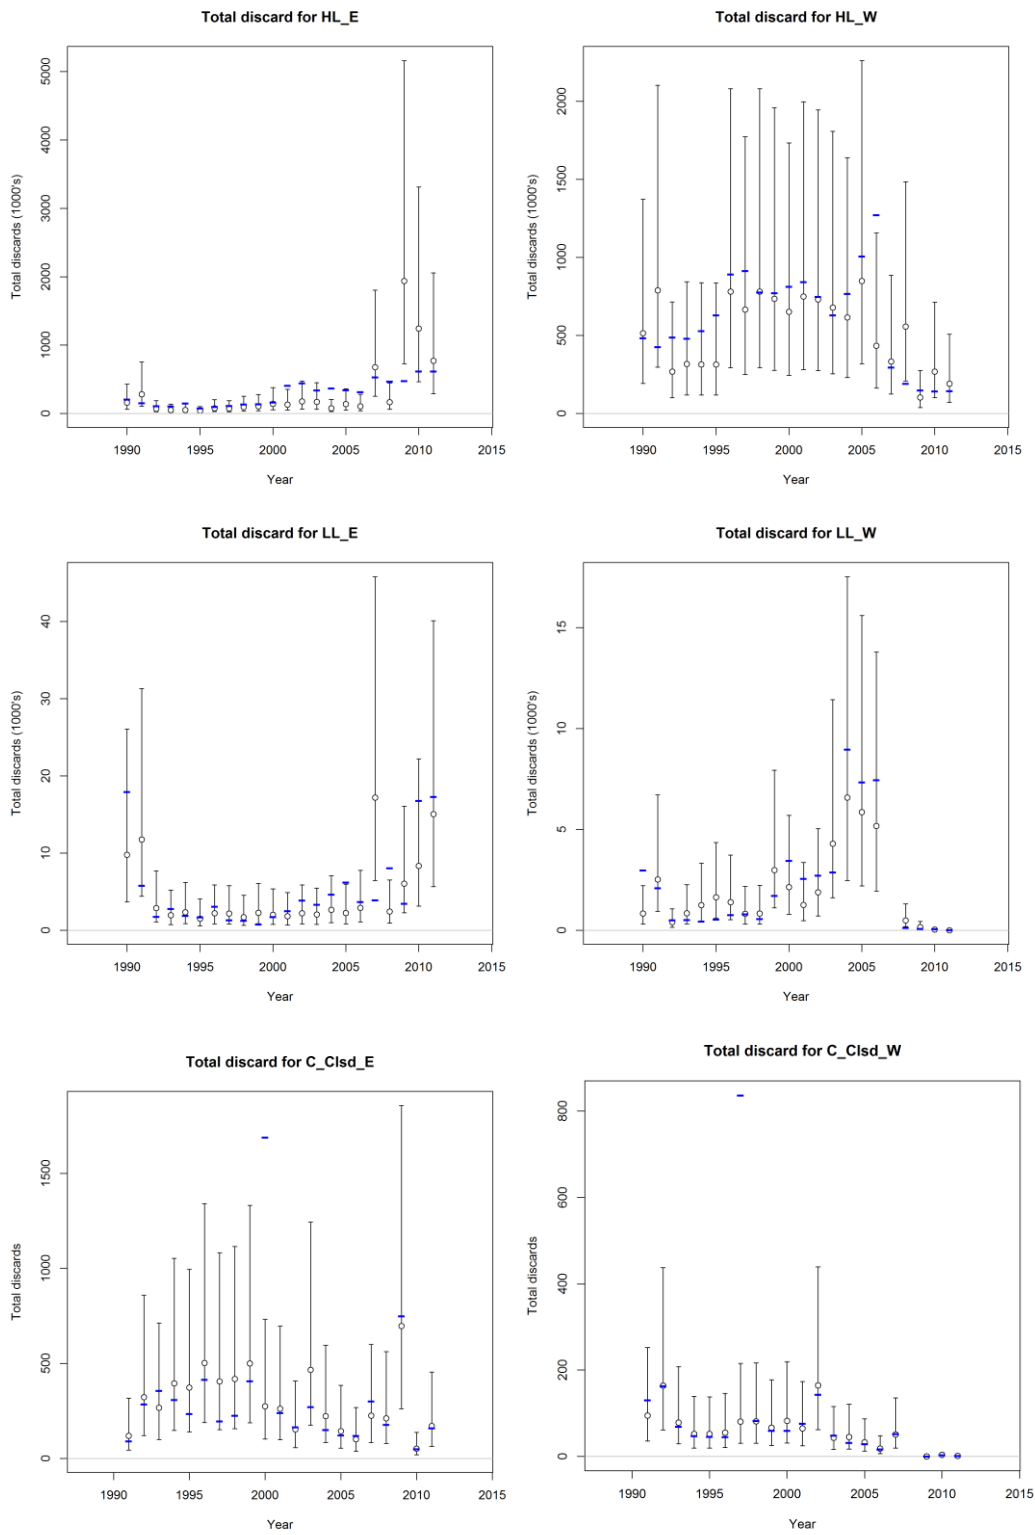 Total discard for HL_E
Total discards (1000's)
5000
4000
3000
2000
1000
0
1990 1995 2000 2005 2010 2015
Year
Total discard for HL_W
Total discards (1000's)
2000
1500
1000
500
0
1990 1995 2000 2005 2010 2015
Year
Total discard for LL_E
Total discards (1000's)
40
30
20
10
0
1990 1995 2000 2005 2010 2015
Year
Total discard for LL_W
Total discards (1000's)
15
10
5
0
1990 1995 2000 2005 2010 2015
Year
Total discard for C_Clsd_E
Total discards
1500
1000
500
0
1990 1995 2000 2005 2010 2015
Year
Total discard for C_Clsd_W
Total discards
800
600
400
200
0
1990 1995 2000 2005 2010 2015
Year